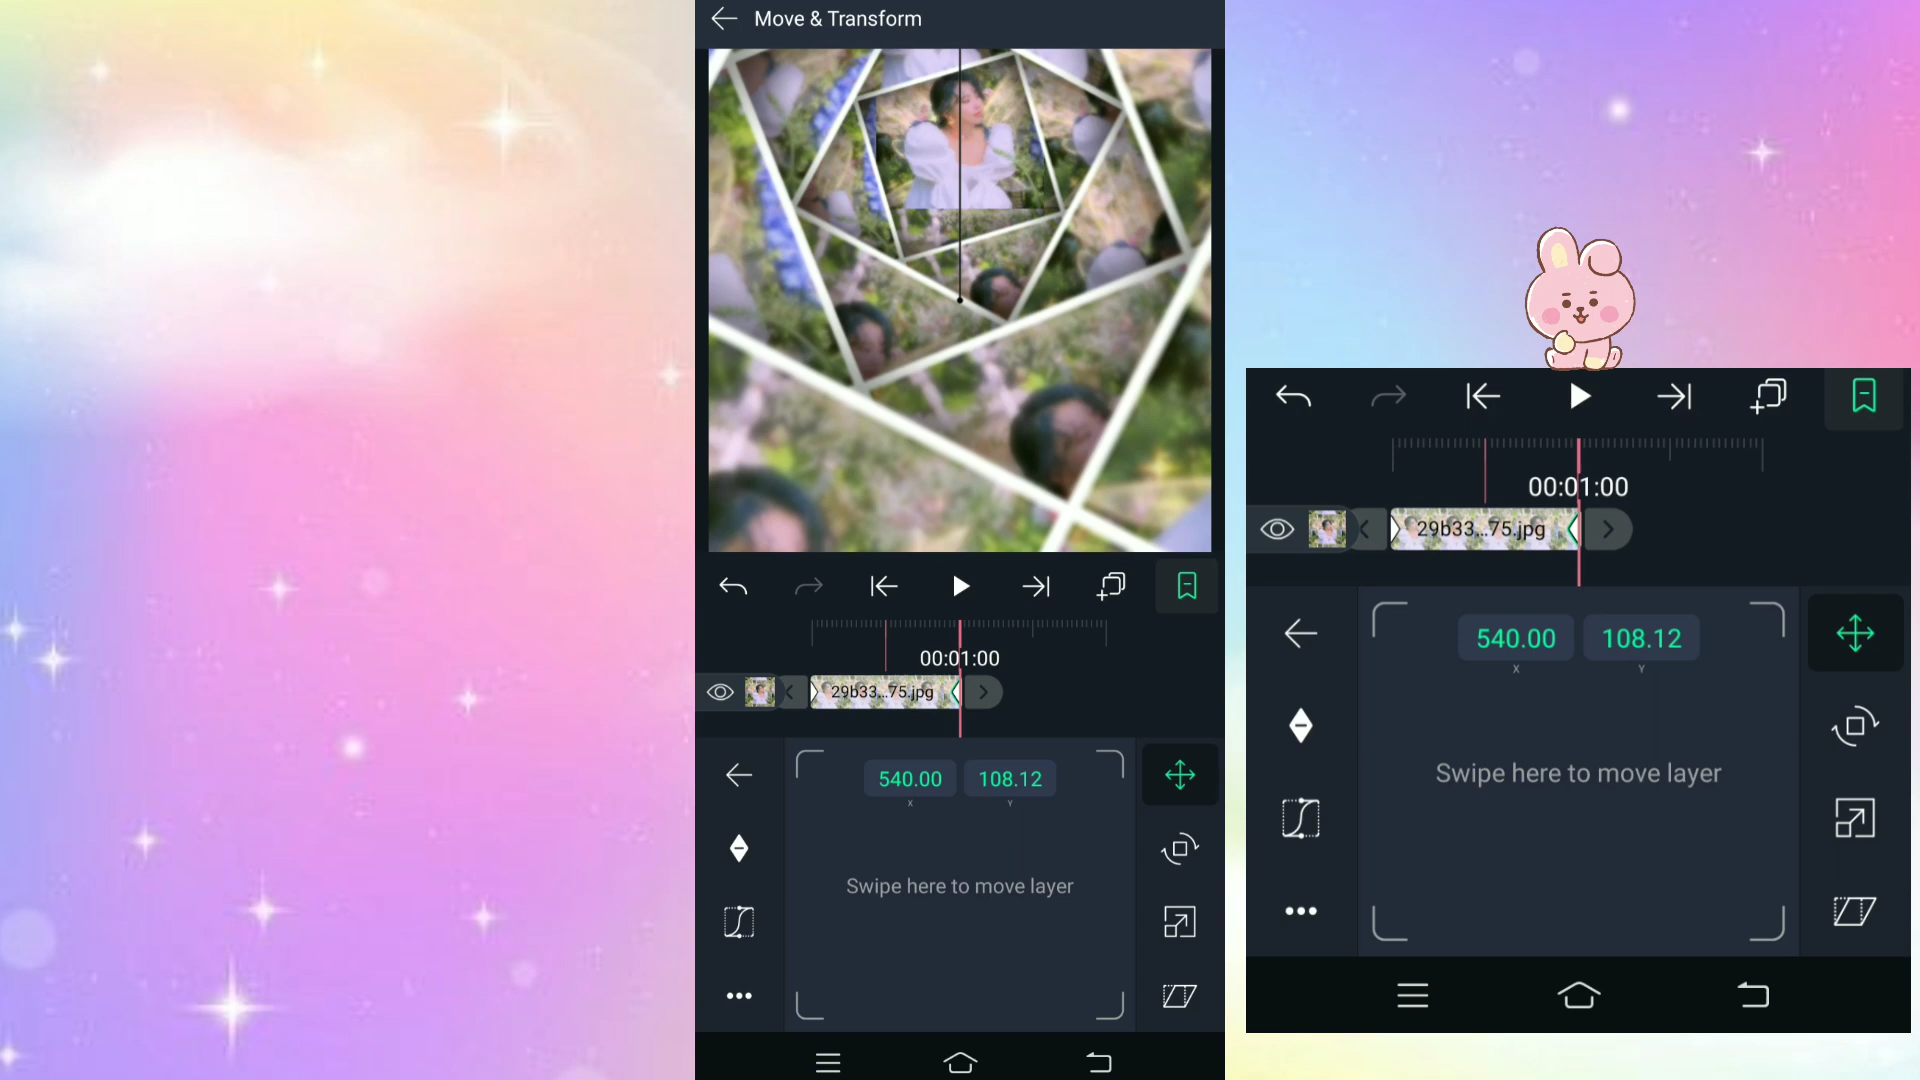 Move & Transform
00:01:00
29b33...75.jpg
540.00 108.12
X Y
Swipe here to move layer
00:01:00
29b33...75.jpg
540.00 108.12
X Y
Swipe here to move layer